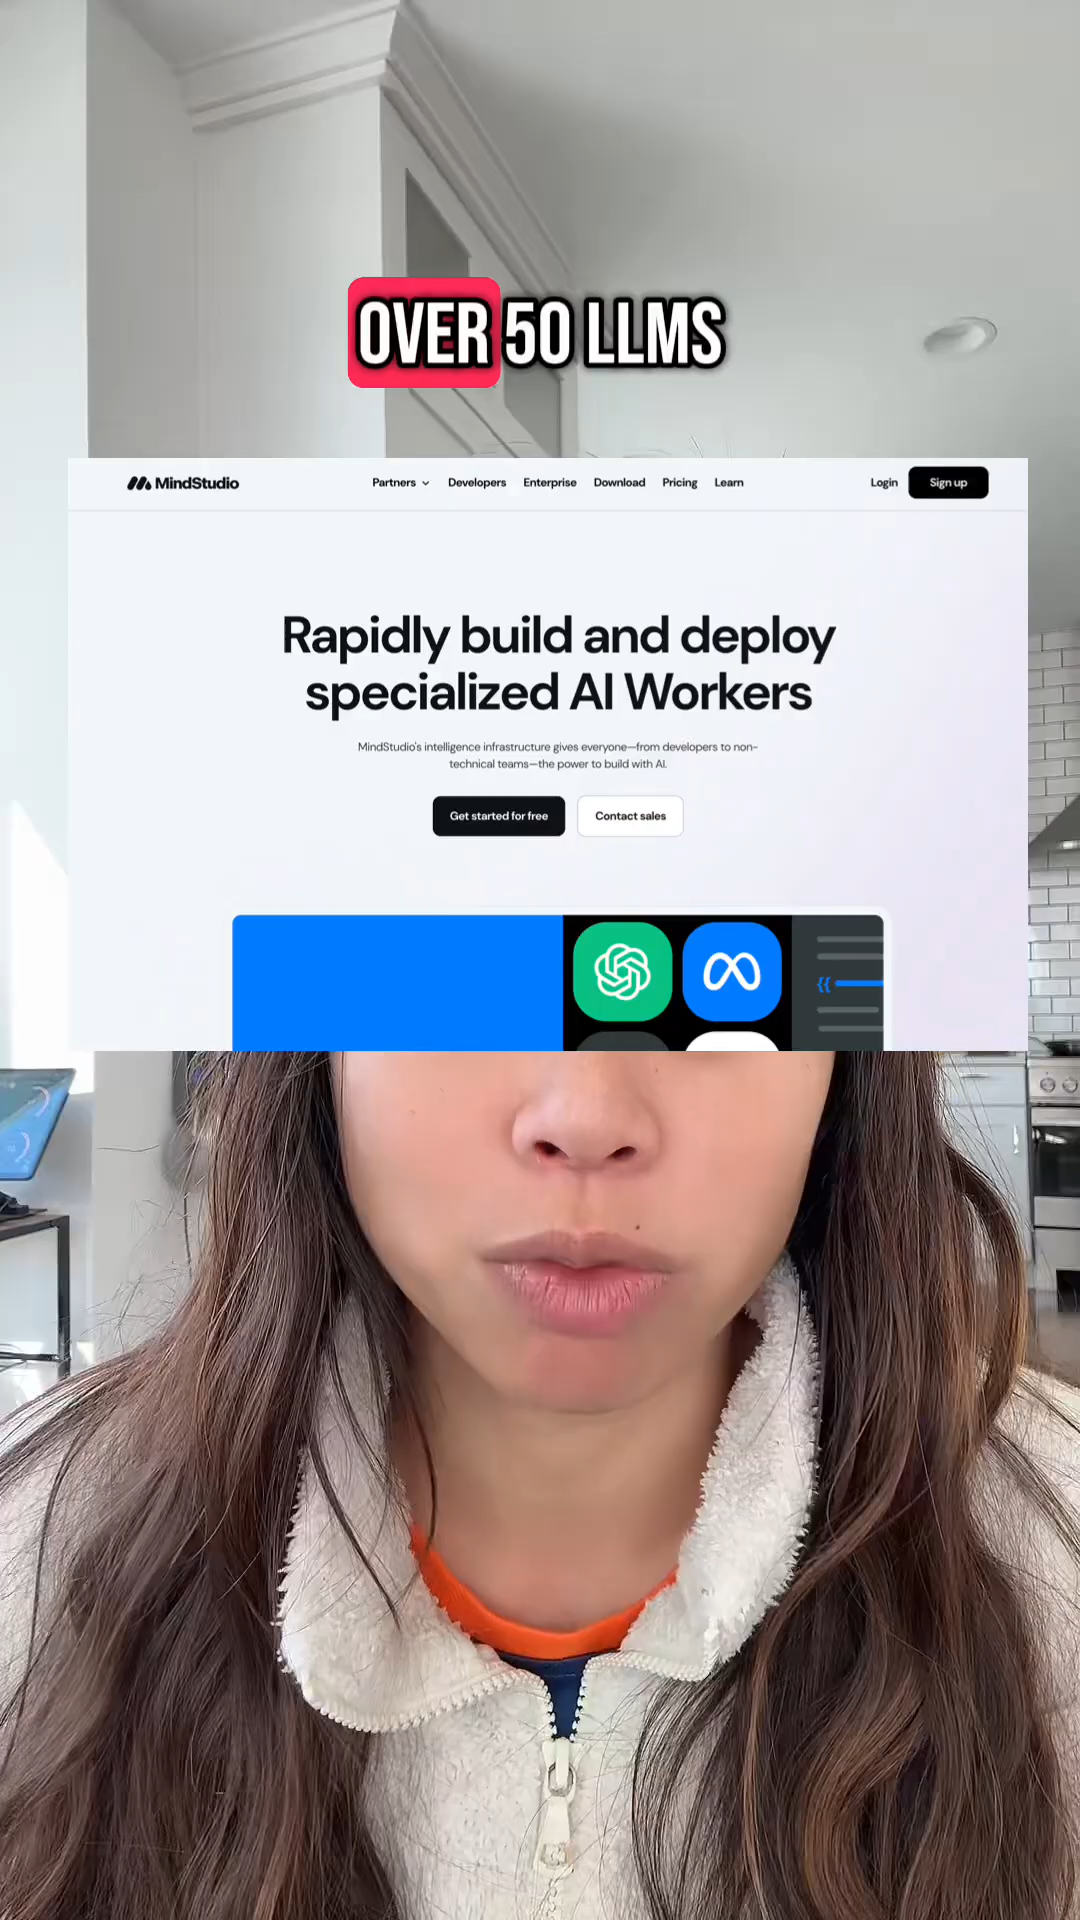 OVER 50 LLMS
MindStudio
Partners Developers Enterprise Download Pricing Learn
Login Sign up
Rapidly build and deploy
specialized AI Workers
MindStudio's intelligence infrastructure gives everyone—from developers to non-
technical teams—the power to build with AI.
Get started for free Contact sales
{{